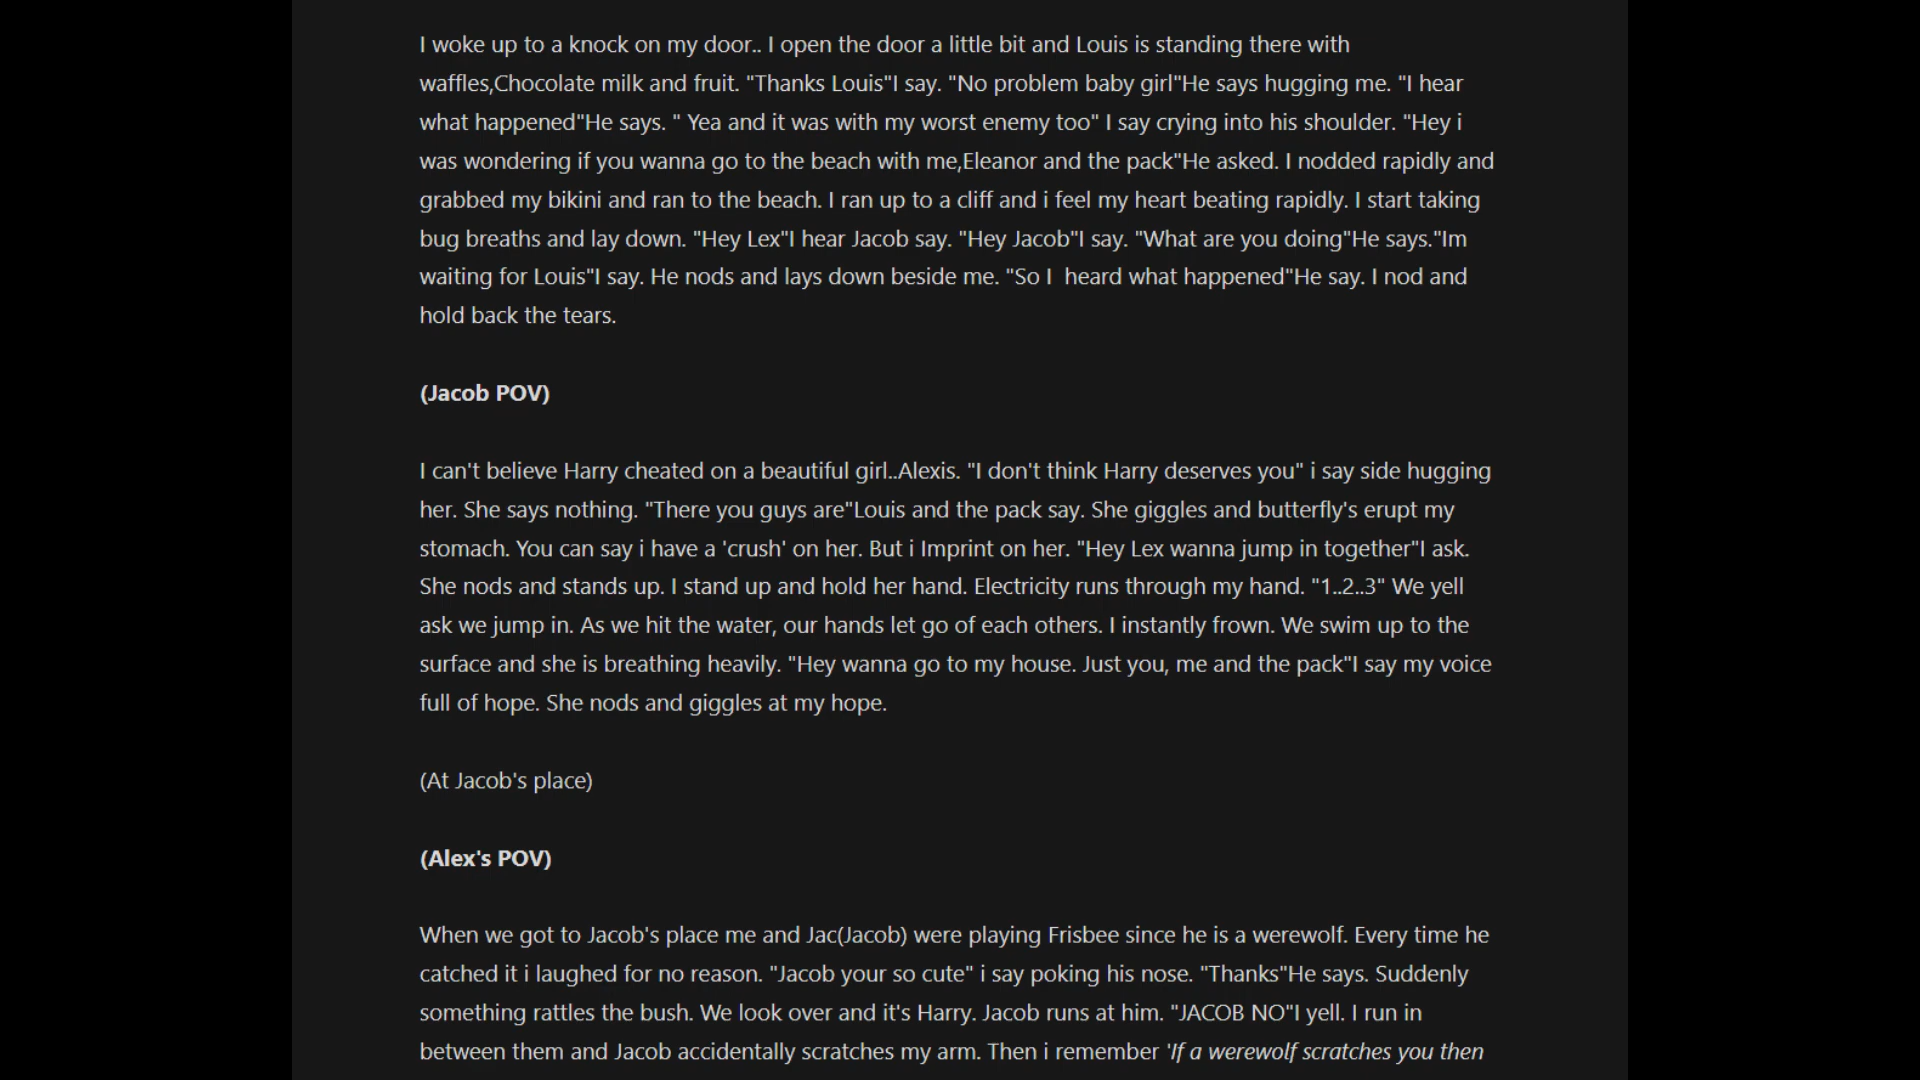 I woke up to a knock on my door.. I open the door a little bit and Louis is standing there with
waffles,Chocolate milk and fruit. "Thanks Louis"I say. "No problem baby girl"He says hugging me. "I hear
what happened"He says. " Yea and it was with my worst enemy too" I say crying into his shoulder. "Hey i
was wondering if you wanna go to the beach with me,Eleanor and the pack"He asked. I nodded rapidly and
grabbed my bikini and ran to the beach. I ran up to a cliff and i feel my heart beating rapidly. I start taking
bug breaths and lay down. "Hey Lex"I hear Jacob say. "Hey Jacob"I say. "What are you doing"He says."Im
waiting for Louis"I say. He nods and lays down beside me. "So I  heard what happened"He say. I nod and
hold back the tears.
(Jacob POV)
I can't believe Harry cheated on a beautiful girl..Alexis. "I don't think Harry deserves you" i say side hugging
her. She says nothing. "There you guys are"Louis and the pack say. She giggles and butterfly's erupt my
stomach. You can say i have a 'crush' on her. But i Imprint on her. "Hey Lex wanna jump in together"I ask.
She nods and stands up. I stand up and hold her hand. Electricity runs through my hand. "1..2..3" We yell
ask we jump in. As we hit the water, our hands let go of each others. I instantly frown. We swim up to the
surface and she is breathing heavily. "Hey wanna go to my house. Just you, me and the pack"I say my voice
full of hope. She nods and giggles at my hope.
(At Jacob's place)
(Alex's POV)
When we got to Jacob's place me and Jac(Jacob) were playing Frisbee since he is a werewolf. Every time he
catched it i laughed for no reason. "Jacob your so cute" i say poking his nose. "Thanks"He says. Suddenly
something rattles the bush. We look over and it's Harry. Jacob runs at him. "JACOB NO"I yell. I run in
between them and Jacob accidentally scratches my arm. Then i remember 'If a werewolf scratches you then